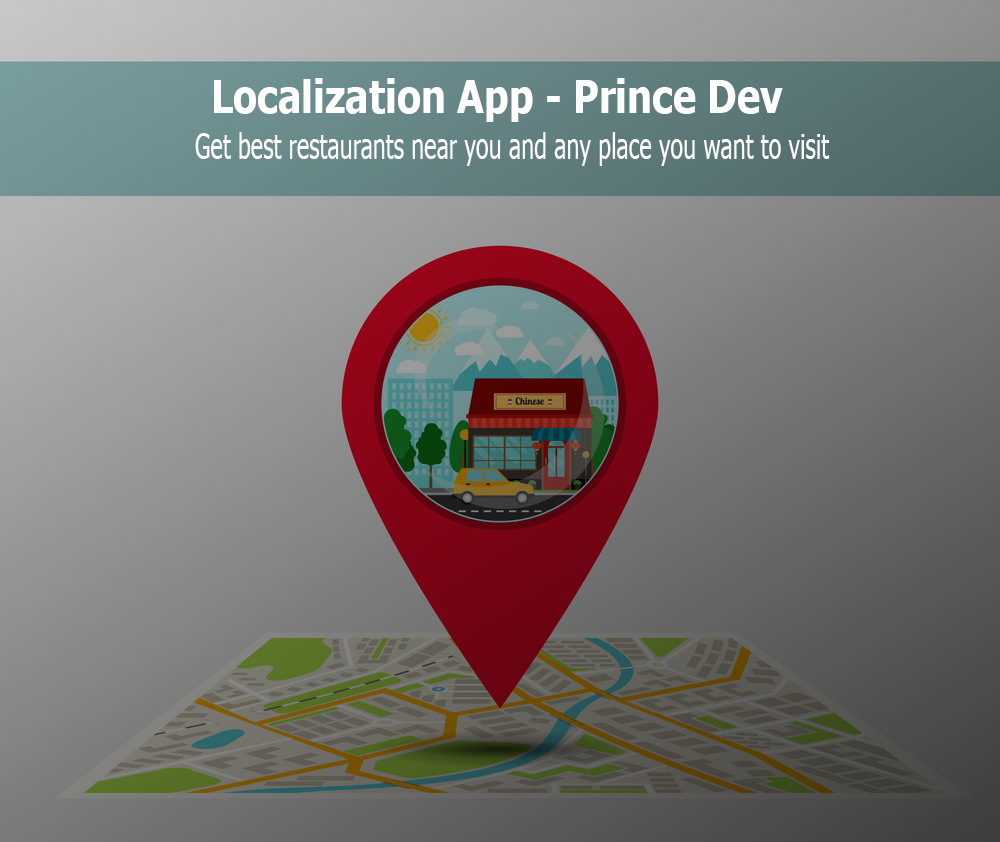 Localization App - Prince Dev
Get best restaurants near you and any place you want to visit
Chinese